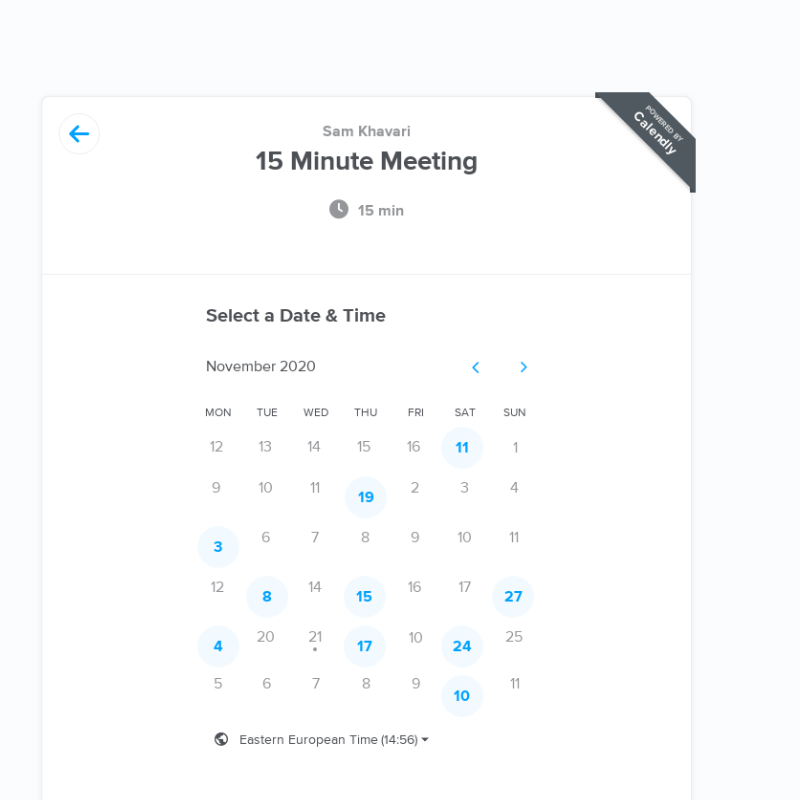 POWERED BY
Calendly
Sam Khavari
15 Minute Meeting
15 min
Select a Date & Time
November 2020
MON TUE WED THU FRI SAT SUN
12 13 14 15 16 11 1
9 10 11 19 2 3 4
3 6 7 8 9 10 11
12 8 14 15 16 17 27
4 20 21 17 10 24 25
5 6 7 8 9 10 11
Eastern European Time (14:56)